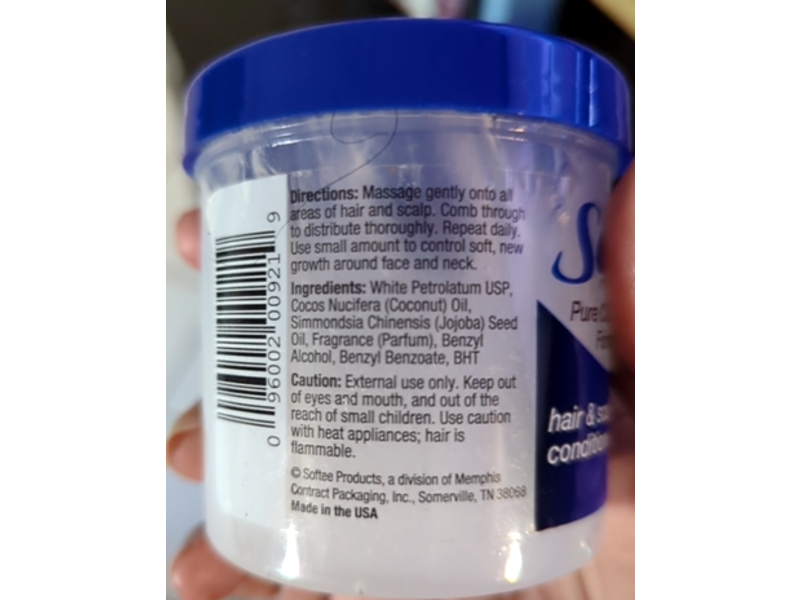 Directions: Massage gently onto all
areas of hair and scalp. Comb through
to distribute thoroughly. Repeat daily.
Use small amount to control soft, new
growth around face and neck.
Ingredients: White Petrolatum USP,
Cocos Nucifera (Coconut) Oil,
Simmondsia Chinensis (Jojoba) Seed
Oil, Fragrance (Parfum), Benzyl
Alcohol, Benzyl Benzoate, BHT
Caution: External use only. Keep out
of eyes and mouth, and out of the
reach of small children. Use caution
with heat appliances; hair is
flammable.
© Softee Products, a division of Memphis
Contract Packaging, Inc., Somerville, TN 38068
Made in the USA
0 96002 00921 9
Pure
hair &